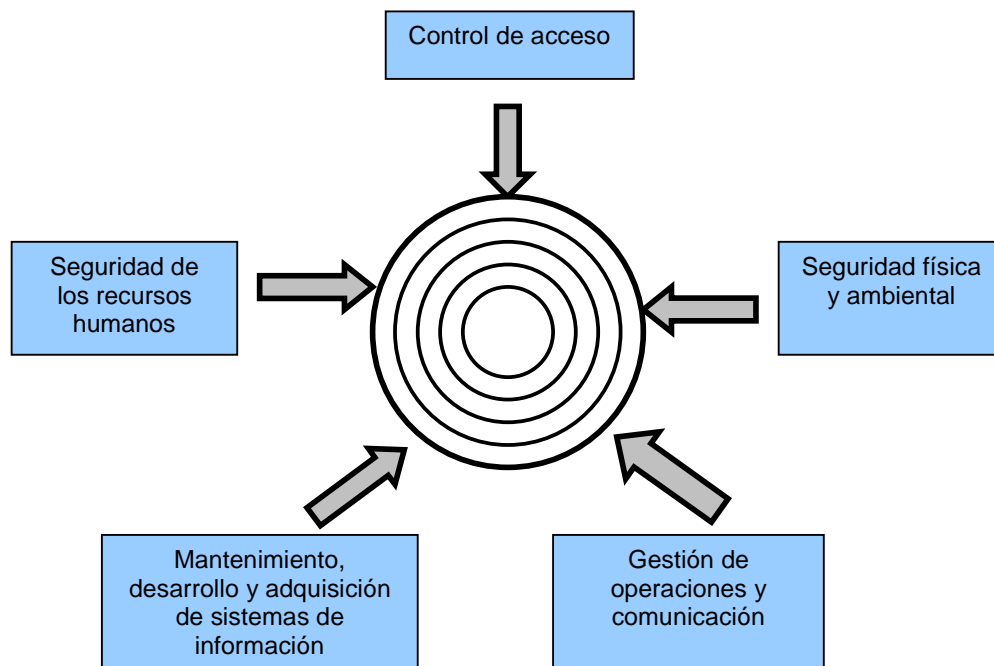 Control de acceso
Seguridad de
los recursos
humanos
Seguridad física
y ambiental
Mantenimiento,
desarrollo y adquisición
de sistemas de
información
Gestión de
operaciones y
comunicación